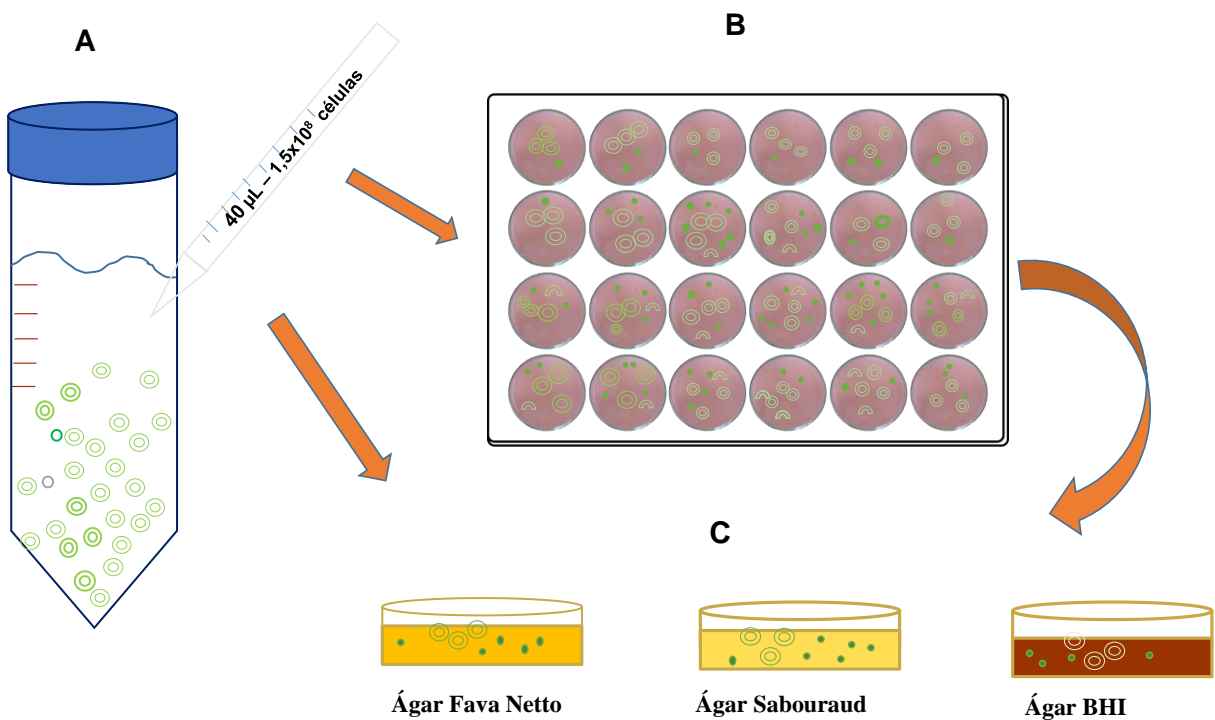 A
B
40 µL – 1,5x10⁸ células
C
Ágar Fava Netto
Ágar Sabouraud
Ágar BHI